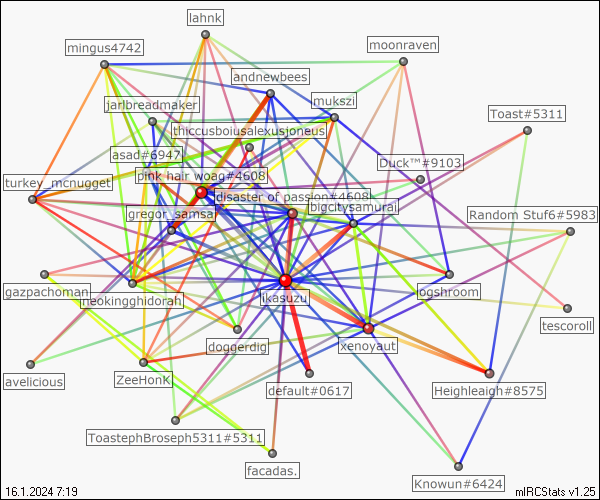 lahnk
mingus4742
moonraven
andnewbees
jarlbreadmaker
mukszi
Toast#5311
thiccusboiusalexusjoneus
asad#6947
Duck™#9103
pink hair woag#4608
turkey_mcnugget
disaster of passion#4608
bigcitysamurai
gregor_samsa
Random Stuf6#5983
gazpachoman
neokingghidorah
likasuzu
ogshroom
tescoroll
doggerdig
xenoyaut
avelicious
ZeeHonK
default#0617
Heighleaigh#8575
ToastephBroseph5311#5311
facadas.
Knowun#6424
16.1.2024 7:19
mIRCStats v1.25